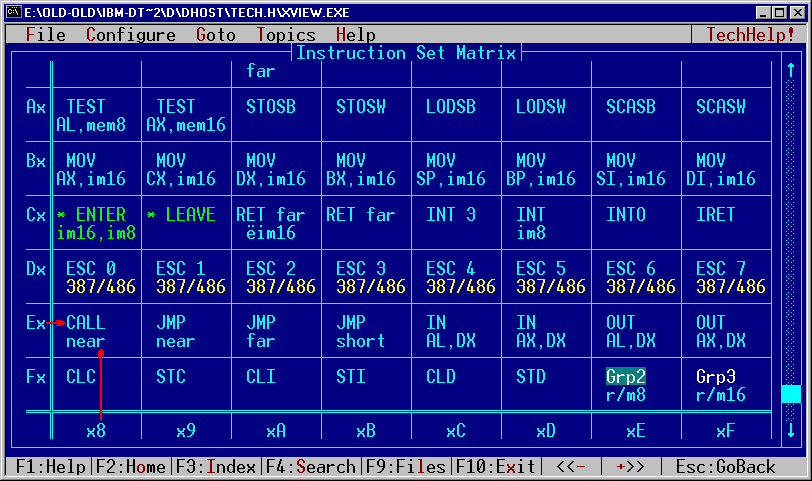 E:\OLD-OLD\IBM-DT~2\D\DHOST\TECH.H\XVIEW.EXE
File Configure Goto Topics Help TechHelp!
Instruction Set Matrix
far
Ax TEST TEST STOSB STOSW LODSB LODSW SCASB SCASW
AL,mem8 AX,mem16
Bx MOV MOV MOV MOV MOV MOV MOV MOV
AX,im16 CX,im16 DX,im16 BX,im16 SP,im16 BP,im16 SI,im16 DI,im16
Cx * ENTER * LEAVE RET far RET far INT 3 INT INTO IRET
im16,im8 ëim16 im8
Dx ESC 0 ESC 1 ESC 2 ESC 3 ESC 4 ESC 5 ESC 6 ESC 7
387/486 387/486 387/486 387/486 387/486 387/486 387/486 387/486
Ex CALL JMP JMP JMP IN IN OUT OUT
near near far short AL,DX AX,DX AL,DX AX,DX
Fx CLC STC CLI STI CLD STD Grp2 Grp3
r/m8 r/m16
x8 x9 xA xB xC xD xE xF
F1:Help F2:Home F3:Index F4:Search F9:Files F10:Exit <<- +>> Esc:GoBack